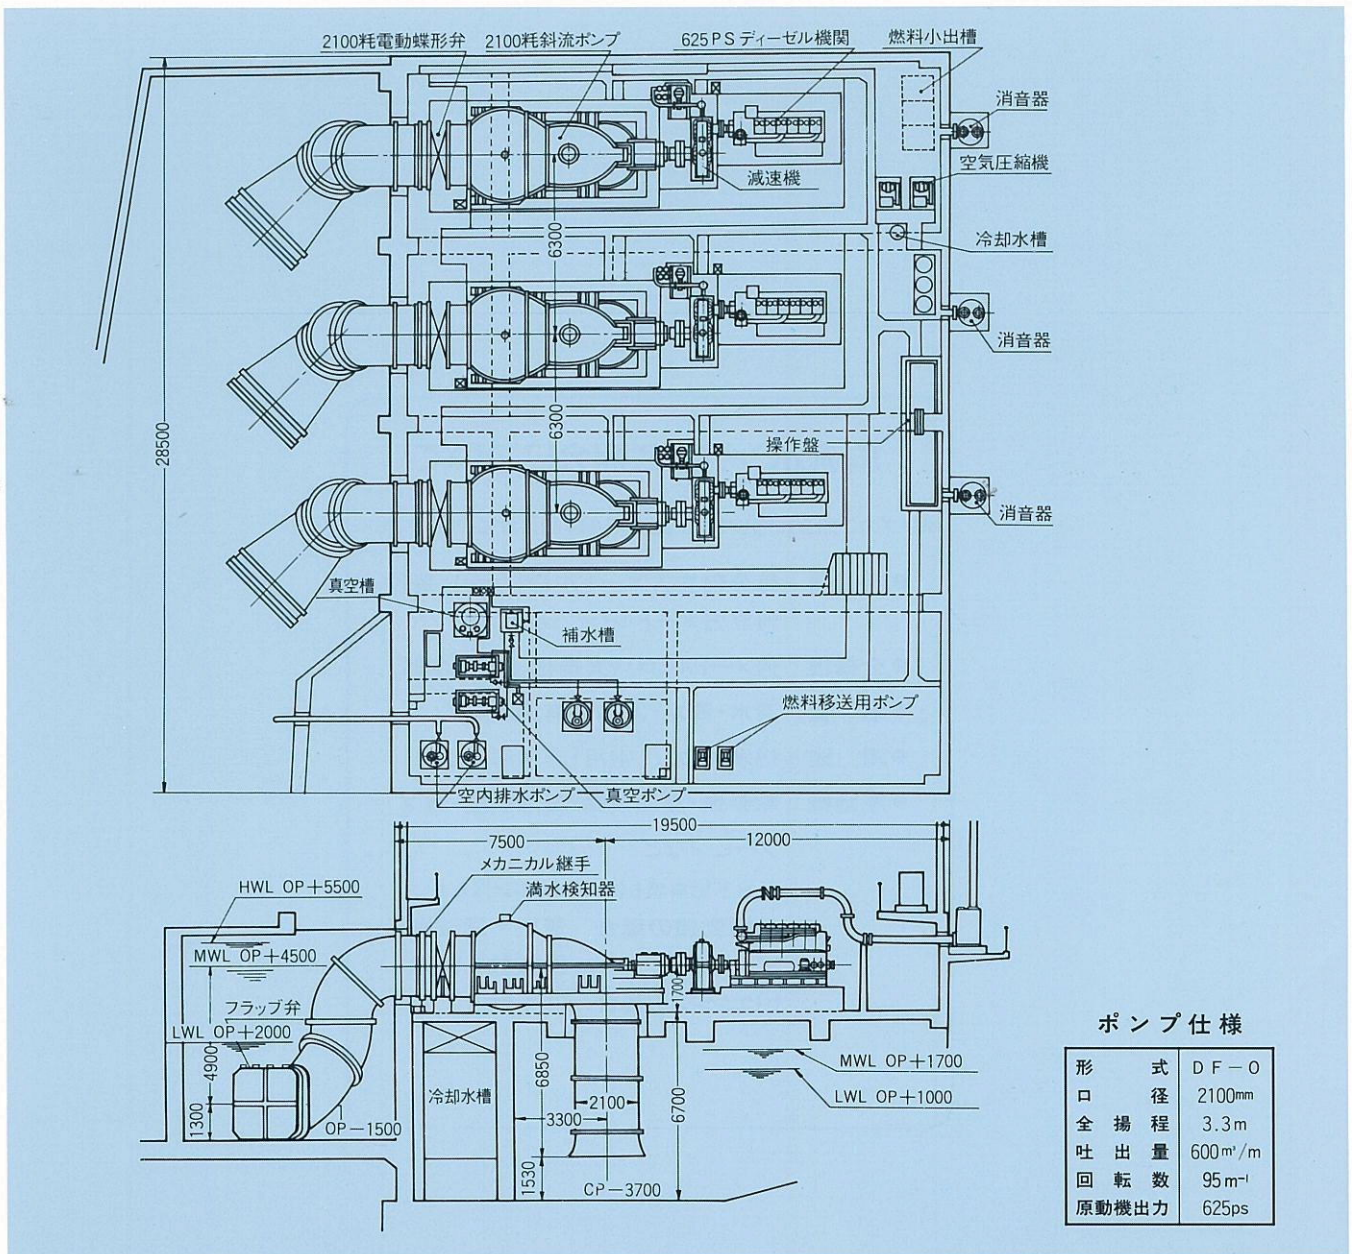 2100粍電動蝶形弁
2100粍斜流ポンプ
625PSディーゼル機関
燃料小出槽
消音器
空気圧縮機
減速機
冷却水槽
6300
消音器
6300
28500
操作盤
消音器
真空槽
補水槽
燃料移送用ポンプ
空内排水ポンプ
真空ポンプ
19500
7500
12000
メカニカル継手
HWL OP+5500
満水検知器
MWL OP+4500
フラップ弁
1700
LWL OP+2000
MWL OP+1700
4900
6850
冷却水槽
2100
6700
LWL OP+1000
3300
1300
OP-1500
1530
CP-3700
ポンプ仕様
形式 DF-O
口径 2100mm
全揚程 3.3m
吐出量 600m³/m
回転数 95m⁻¹
原動機出力 625ps